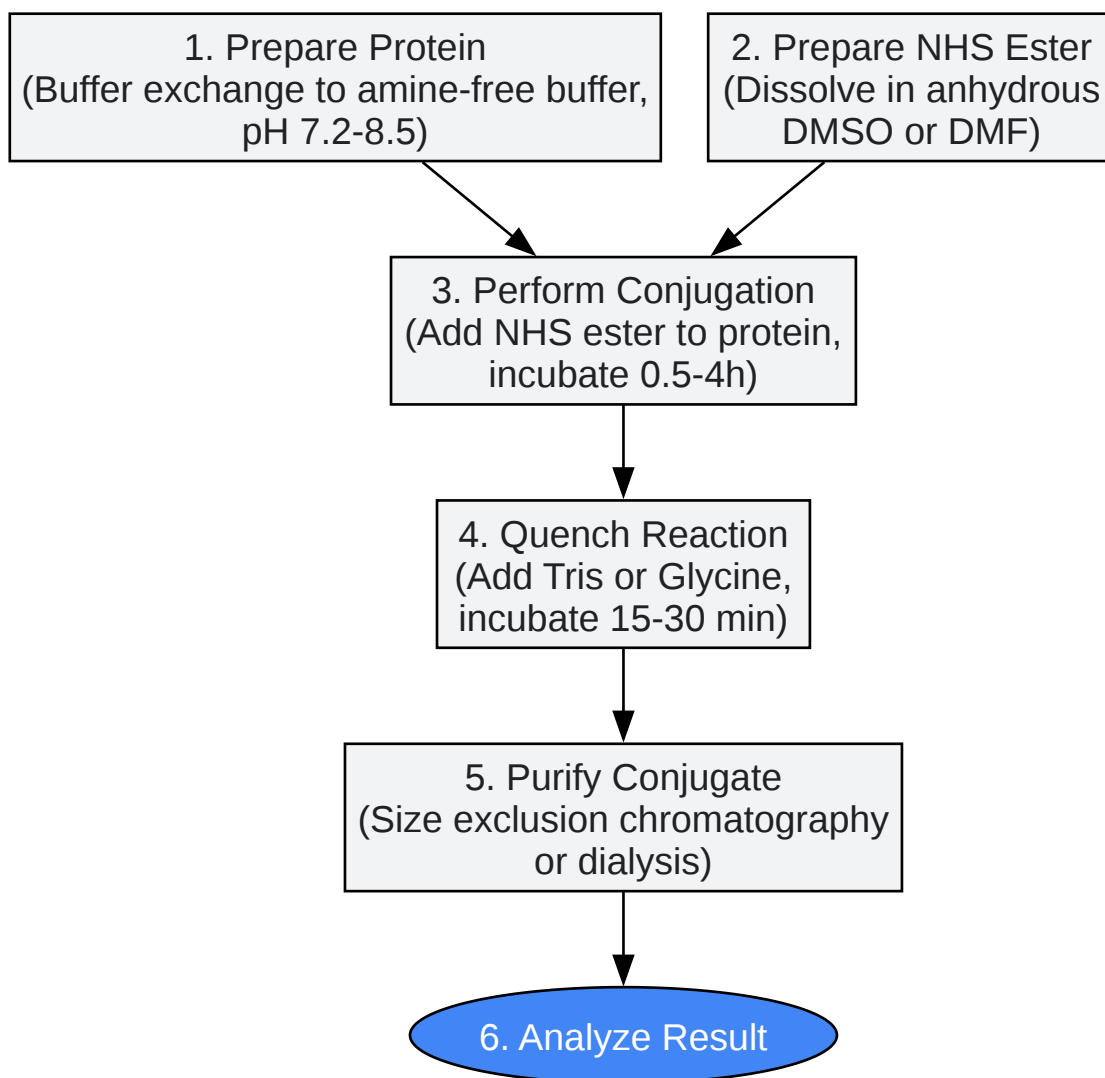 1. Prepare Protein
(Buffer exchange to amine-free buffer,
pH 7.2-8.5)
2. Prepare NHS Ester
(Dissolve in anhydrous
DMSO or DMF)
3. Perform Conjugation
(Add NHS ester to protein,
incubate 0.5-4h)
4. Quench Reaction
(Add Tris or Glycine,
incubate 15-30 min)
5. Purify Conjugate
(Size exclusion chromatography
or dialysis)
6. Analyze Result